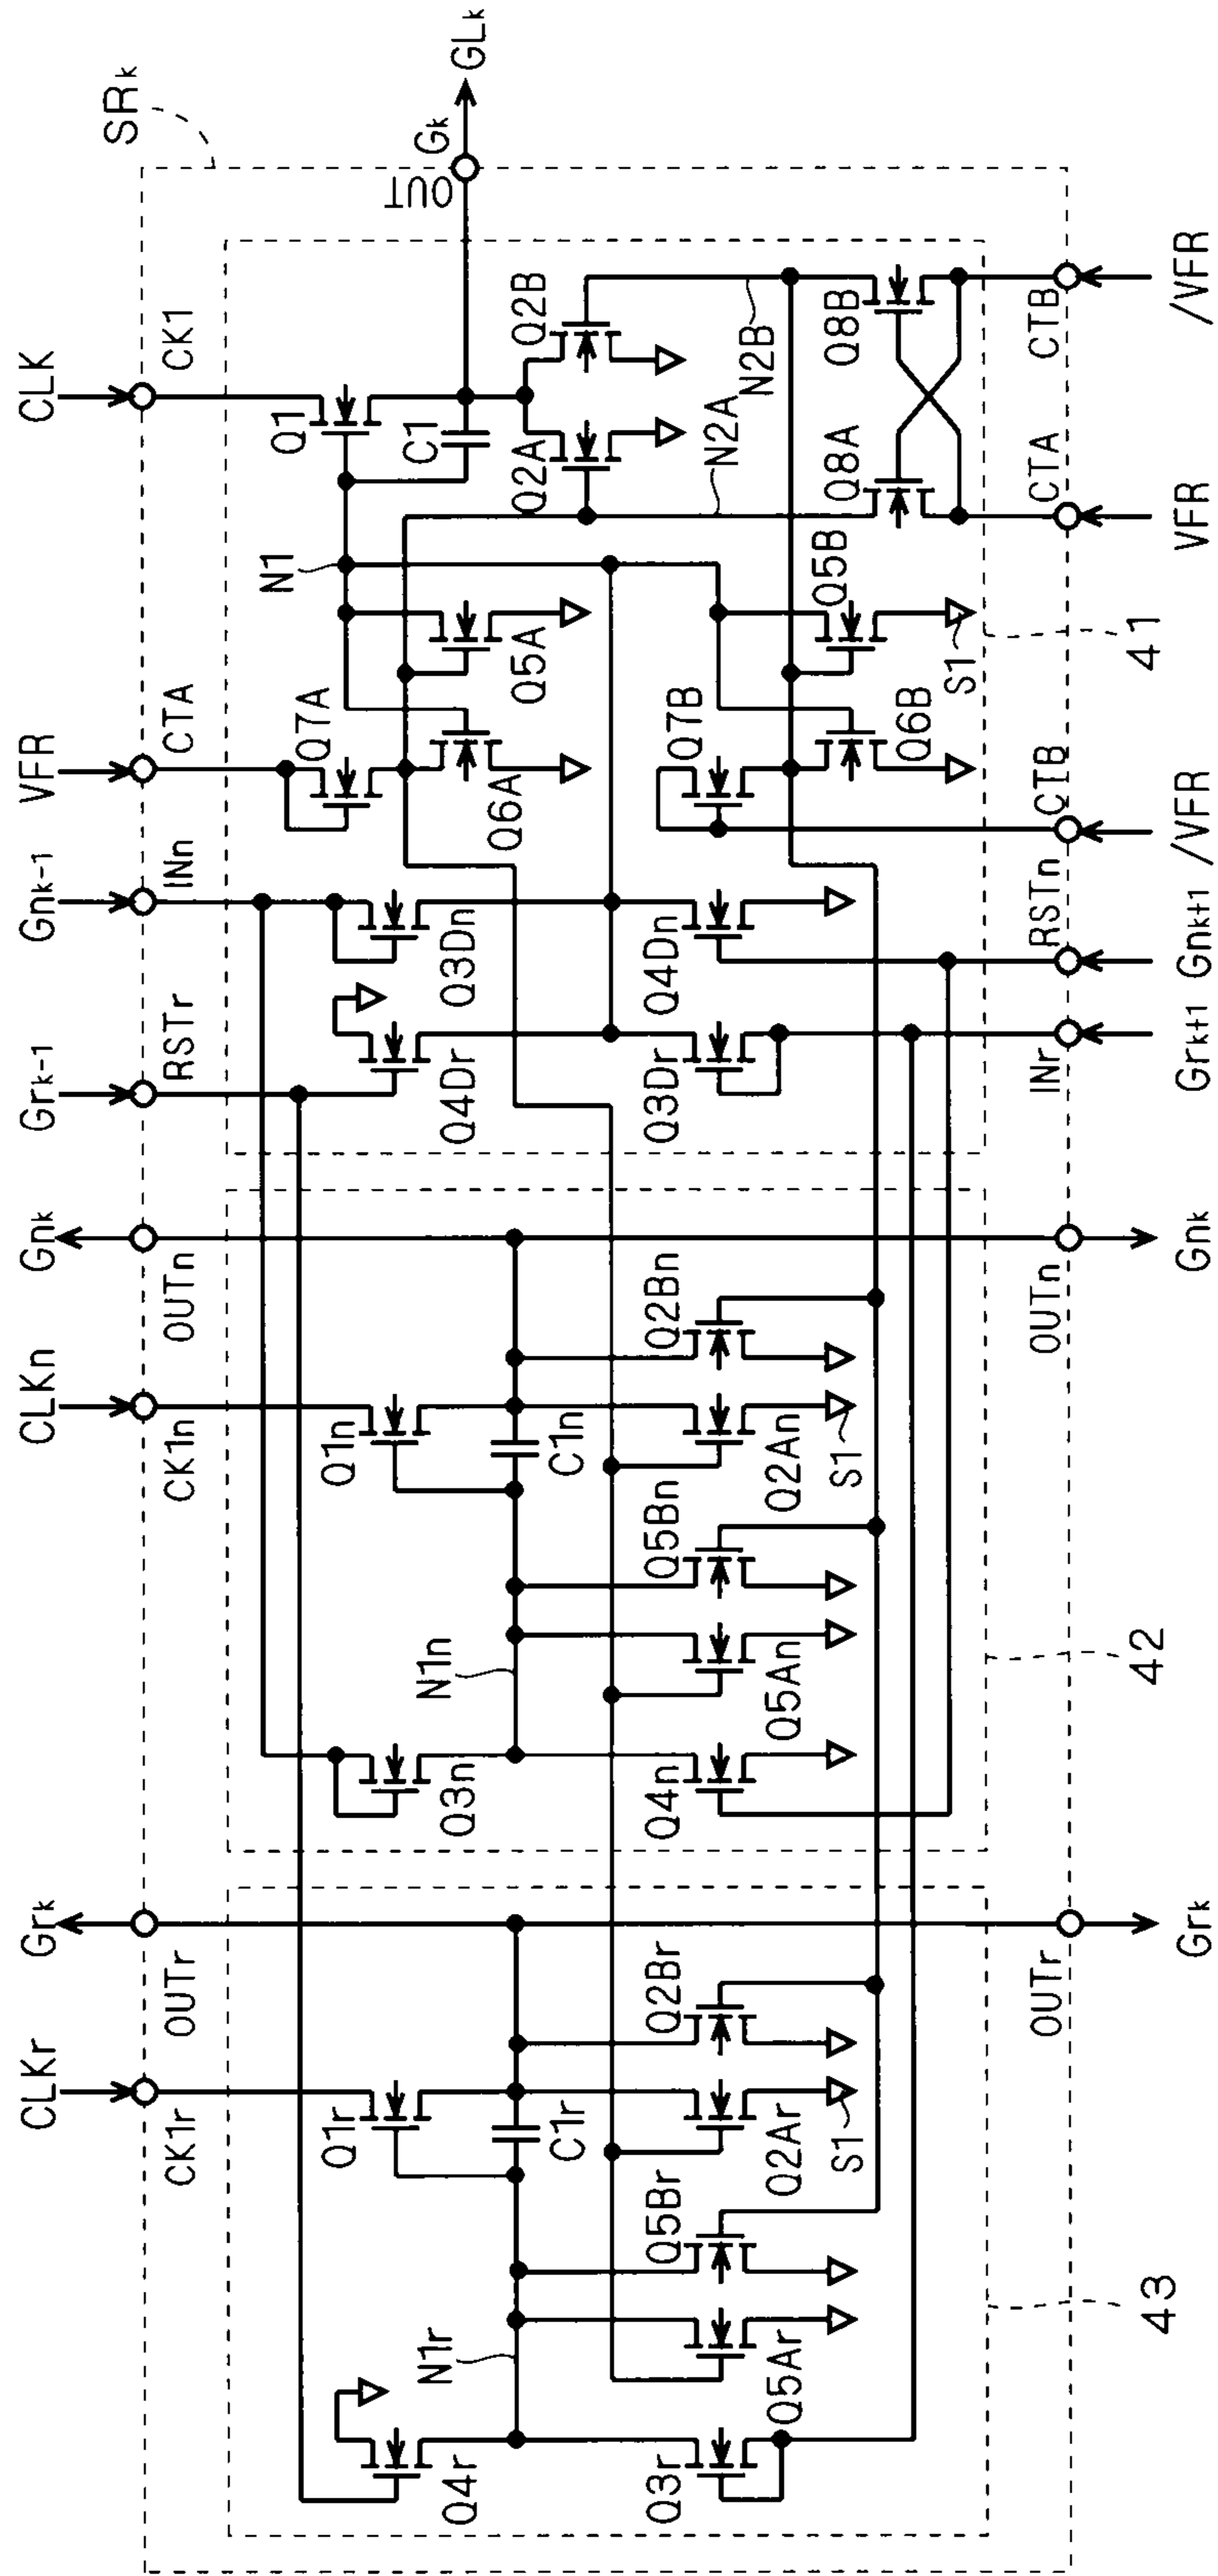 SRk
CLKr
Grk
CLKn
Gnk
Grk-1
Gnk-1
VFR
CLK
CK1r
OUTr
CK1n
OUTn
RSTr
INn
CTA
CK1
Q4r
Q1r
Q3n
Q1n
Q4Dr
Q3Dn
Q7A
Q1
N1r
C1r
N1n
C1n
Q6A
Q5A
N1
C1
OUT
Gk
GLk
Q2A
Q2B
Q3r
Q5Ar
Q5Br
Q2Ar
Q2Br
Q4n
Q5An
Q5Bn
Q2An
Q2Bn
Q3Dr
Q4Dn
Q7B
Q6B
Q5B
N2A
N2B
Q8A
Q8B
S1
S1
S1
OUTr
OUTn
INr
RSTn
CTB
CTA
CTB
43
42
41
Grk
Gnk
Grk+1
Gnk+1
/VFR
VFR
/VFR